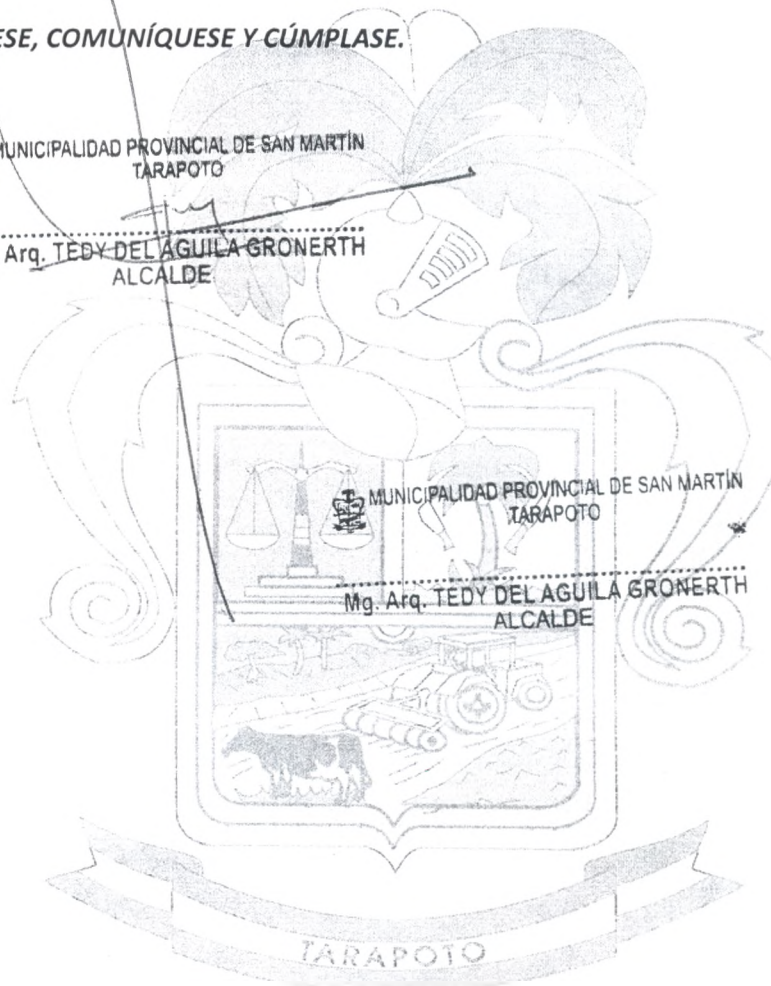 ESE, COMUNÍQUESE Y CÚMPLASE.
MUNICIPALIDAD PROVINCIAL DE SAN MARTÍN
TARAPOTO
Arq. TEDY DEL AGUILA GRONERTH
ALCALDE
MUNICIPALIDAD PROVINCIAL DE SAN MARTÍN
TARAPOTO
Mg. Arq. TEDY DEL AGUILA GRONERTH
ALCALDE
TARAPOTO